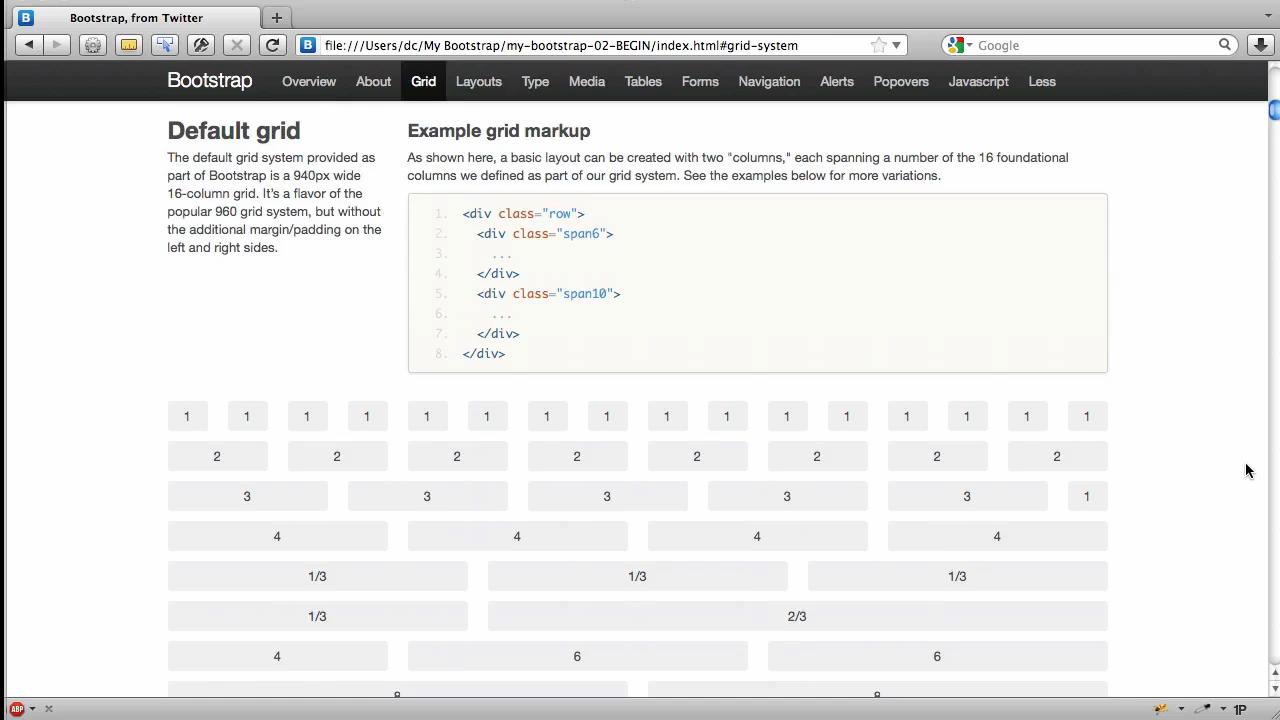 Bootstrap, from Twitter
file:///Users/dc/My Bootstrap/my-bootstrap-02-BEGIN/index.html#grid-system
Google
Bootstrap Overview About Grid Layouts Type Media Tables Forms Navigation Alerts Popovers Javascript Less
Default grid
The default grid system provided as
part of Bootstrap is a 940px wide
16-column grid. It's a flavor of the
popular 960 grid system, but without
the additional margin/padding on the
left and right sides.
Example grid markup
As shown here, a basic layout can be created with two "columns," each spanning a number of the 16 foundational
columns we defined as part of our grid system. See the examples below for more variations.
1. <div class="row">
2. <div class="span6">
3. ...
4. </div>
5. <div class="span10">
6. ...
7. </div>
8. </div>
1 1 1 1 1 1 1 1 1 1 1 1 1 1 1 1
2 2 2 2 2 2 2 2
3 3 3 3 3 1
4 4 4 4
1/3 1/3 1/3
1/3 2/3
4 6 6
8 8
ABP
1P